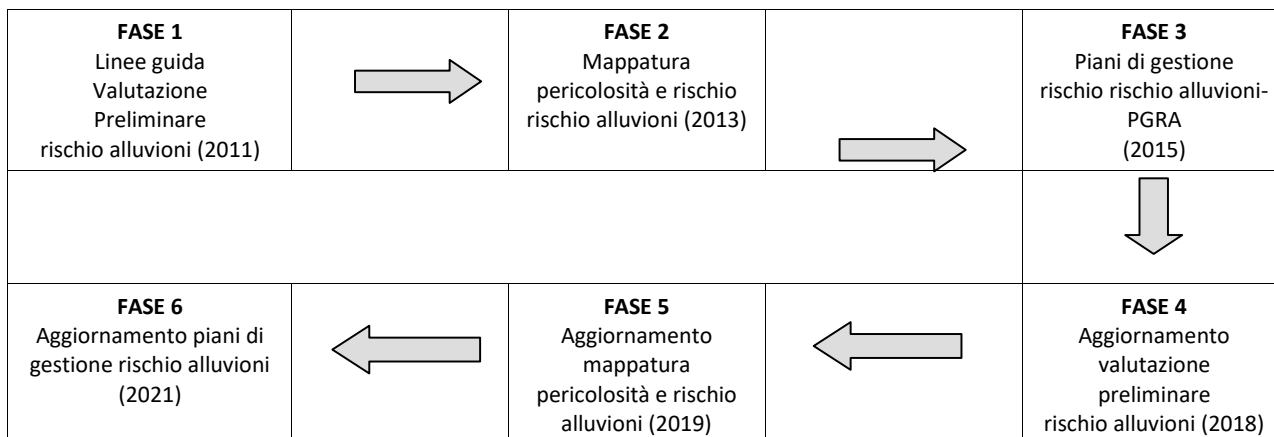 FASE 1
Linee guida
Valutazione
Preliminare
rischio alluvioni (2011)
FASE 2
Mappatura
pericolosità e rischio
rischio alluvioni (2013)
FASE 3
Piani di gestione
rischio rischio alluvioni-
PGRA
(2015)
FASE 4
Aggiornamento
valutazione
preliminare
rischio alluvioni (2018)
FASE 5
Aggiornamento
mappatura
pericolosità e rischio
alluvioni (2019)
FASE 6
Aggiornamento piani di
gestione rischio alluvioni
(2021)